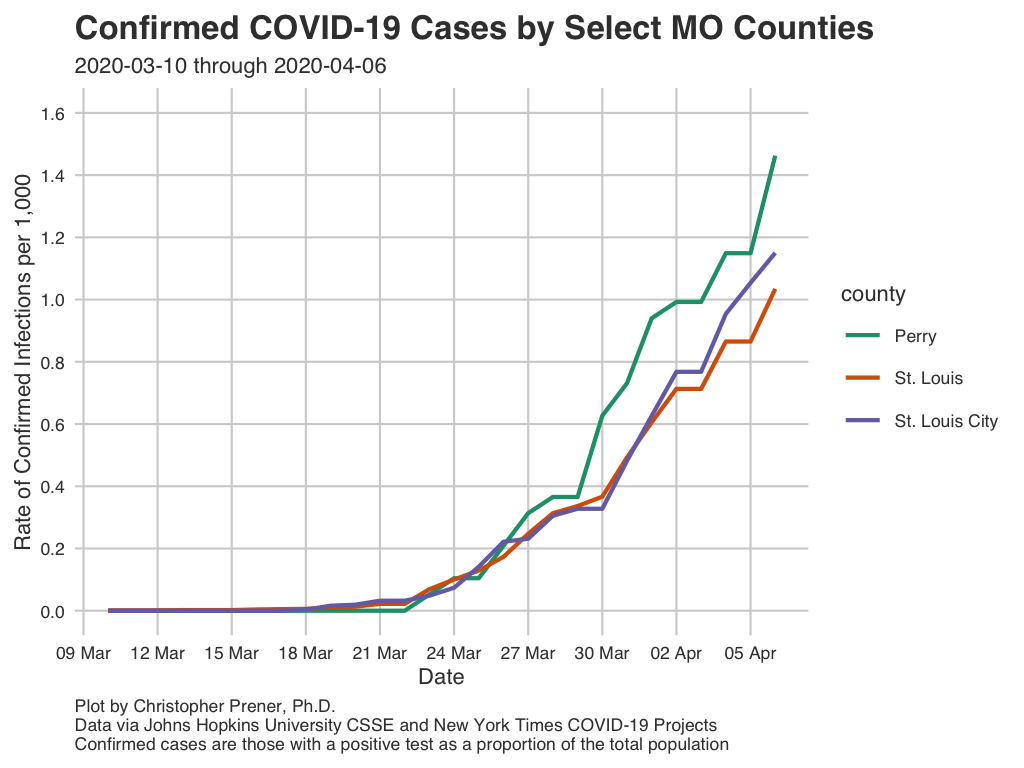 Confirmed COVID-19 Cases by Select MO Counties
2020-03-10 through 2020-04-06
Rate of Confirmed Infections per 1,000
1.6
1.4
1.2
1.0
0.8
0.6
0.4
0.2
0.0
09 Mar 12 Mar 15 Mar 18 Mar 21 Mar 24 Mar 27 Mar 30 Mar 02 Apr 05 Apr
Date
county
Perry
St. Louis
St. Louis City
Plot by Christopher Prener, Ph.D.
Data via Johns Hopkins University CSSE and New York Times COVID-19 Projects
Confirmed cases are those with a positive test as a proportion of the total population